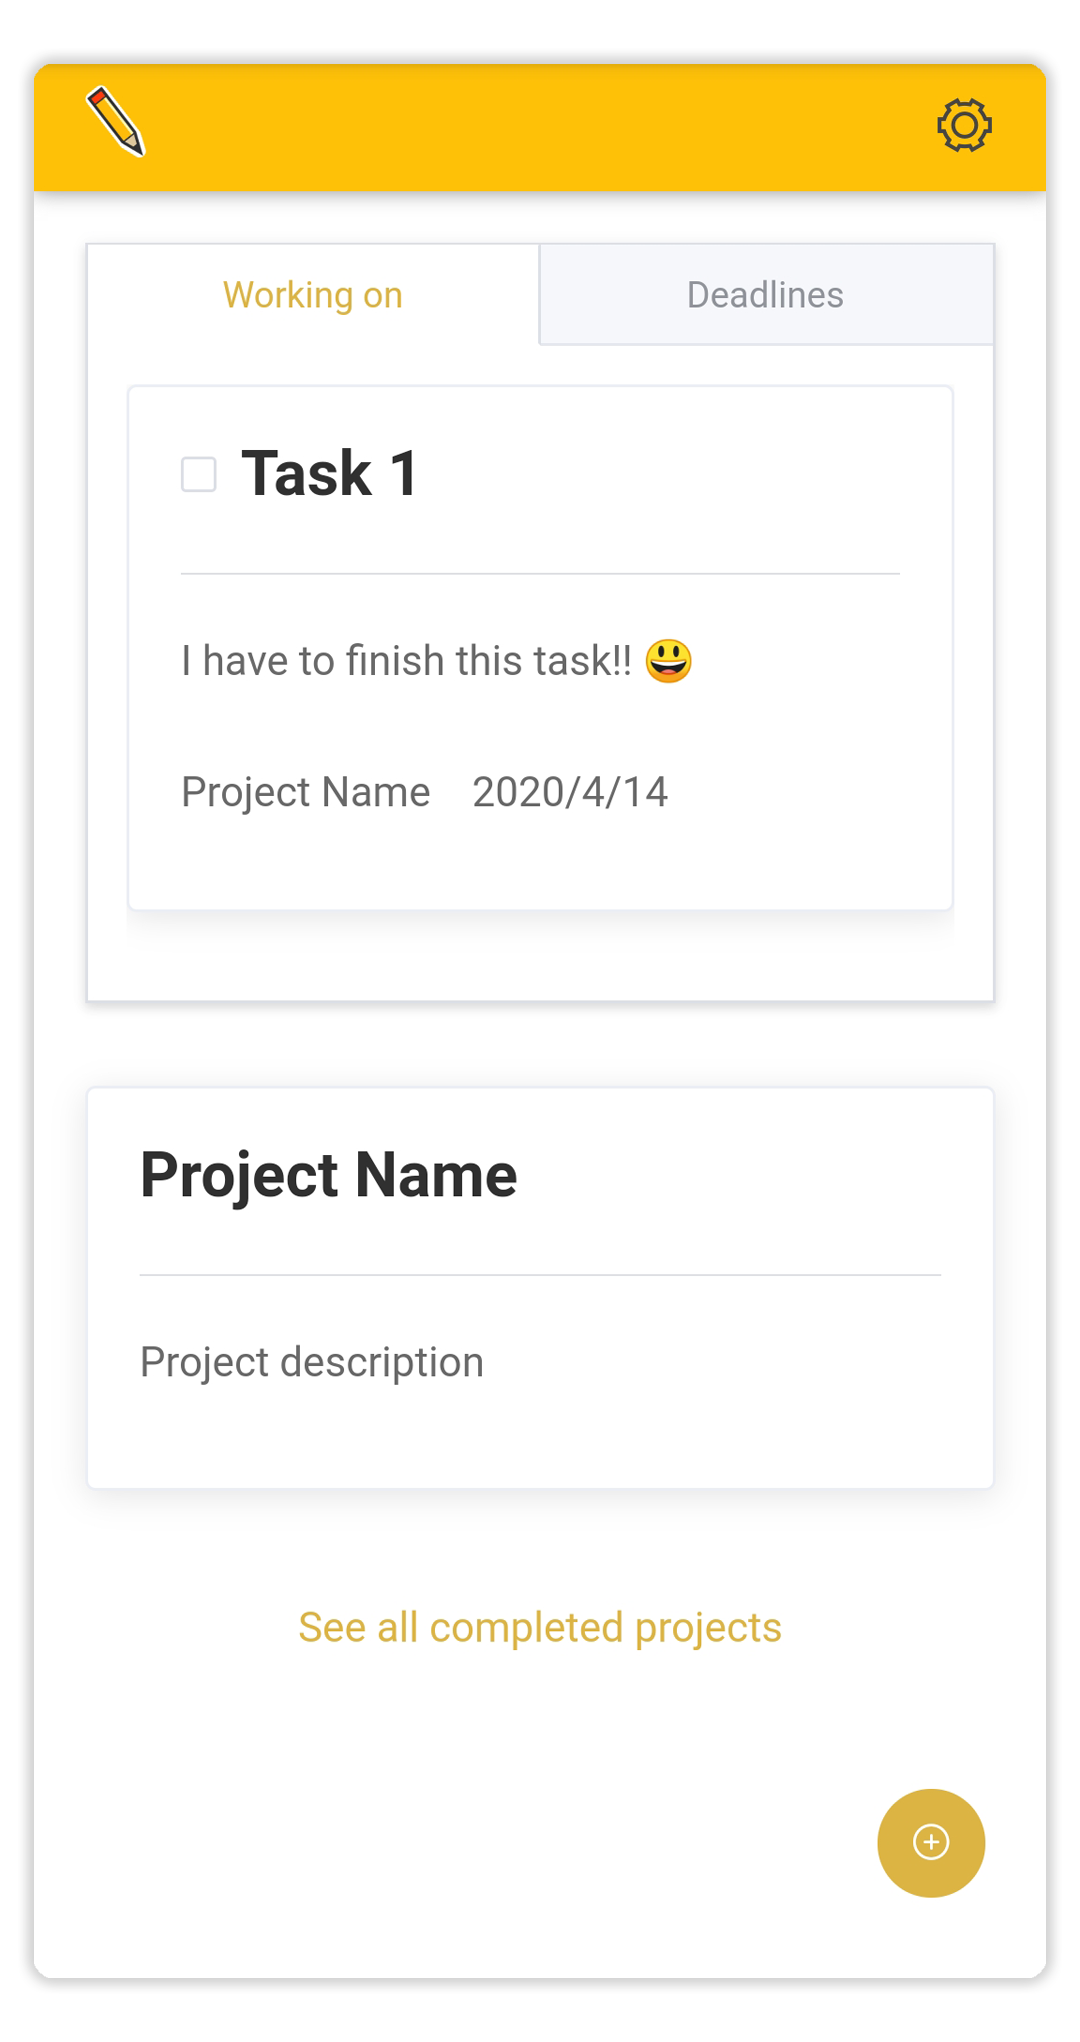 Working on
Deadlines
Task 1
I have to finish this task!! 😃
Project Name 2020/4/14
Project Name
Project description
See all completed projects